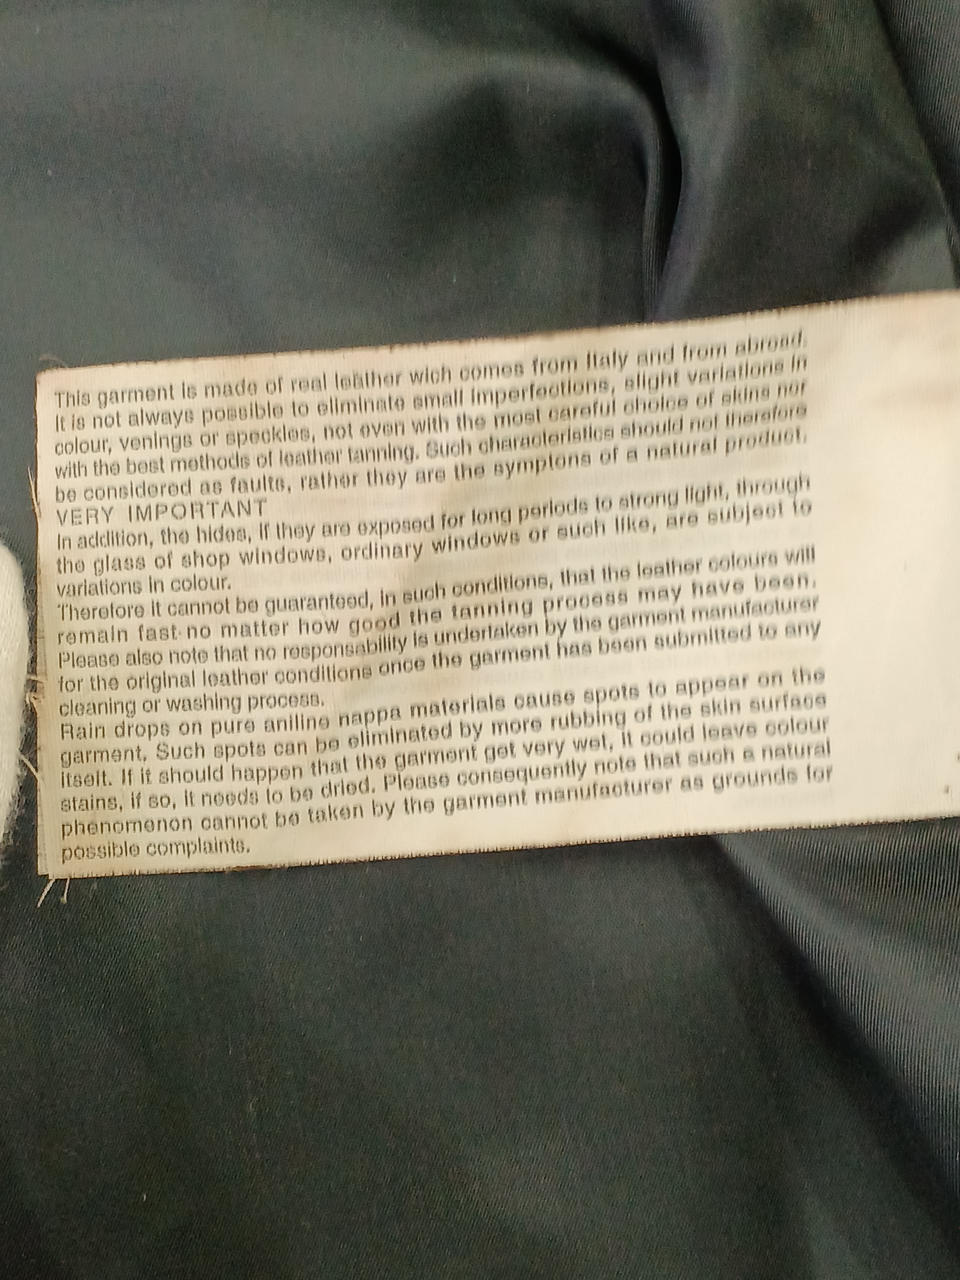 This garment is made of real leather wich comes from Italy and from abroad.
It is not always possible to eliminate small imperfections, slight variations in
colour, venings or speckles, not even with the most careful choice of skins nor
with the best methods of leather tanning. Such characteristics should not therefore
be considered as faults, rather they are the symptons of a natural product.
VERY IMPORTANT
In addition, the hides, if they are exposed for long periods to strong light, through
the glass of shop windows, ordinary windows or such like, are subject to
variations in colour.
Therefore it cannot be guaranteed, in such conditions, that the leather colours will
remain fast no matter how good the tanning process may have been.
Please also note that no responsability is undertaken by the garment manufacturer
for the original leather conditions once the garment has been submitted to any
cleaning or washing process.
Rain drops on pure aniline nappa materials cause spots to appear on the
garment. Such spots can be eliminated by more rubbing of the skin surface
itselt. If it should happen that the garment get very wet, it could leave colour
stains, if so, it needs to be dried. Please consequently note that such a natural
phenomenon cannot be taken by the garment manufacturer as grounds for
possible complaints.